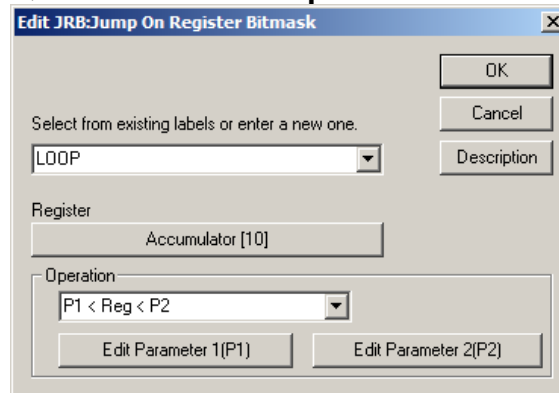 Edit JRB:Jump On Register Bitmask
OK
Cancel
Select from existing labels or enter a new one.
LOOP
Description
Register
Accumulator [10]
Operation
P1 < Reg < P2
Edit Parameter 1(P1)
Edit Parameter 2(P2)